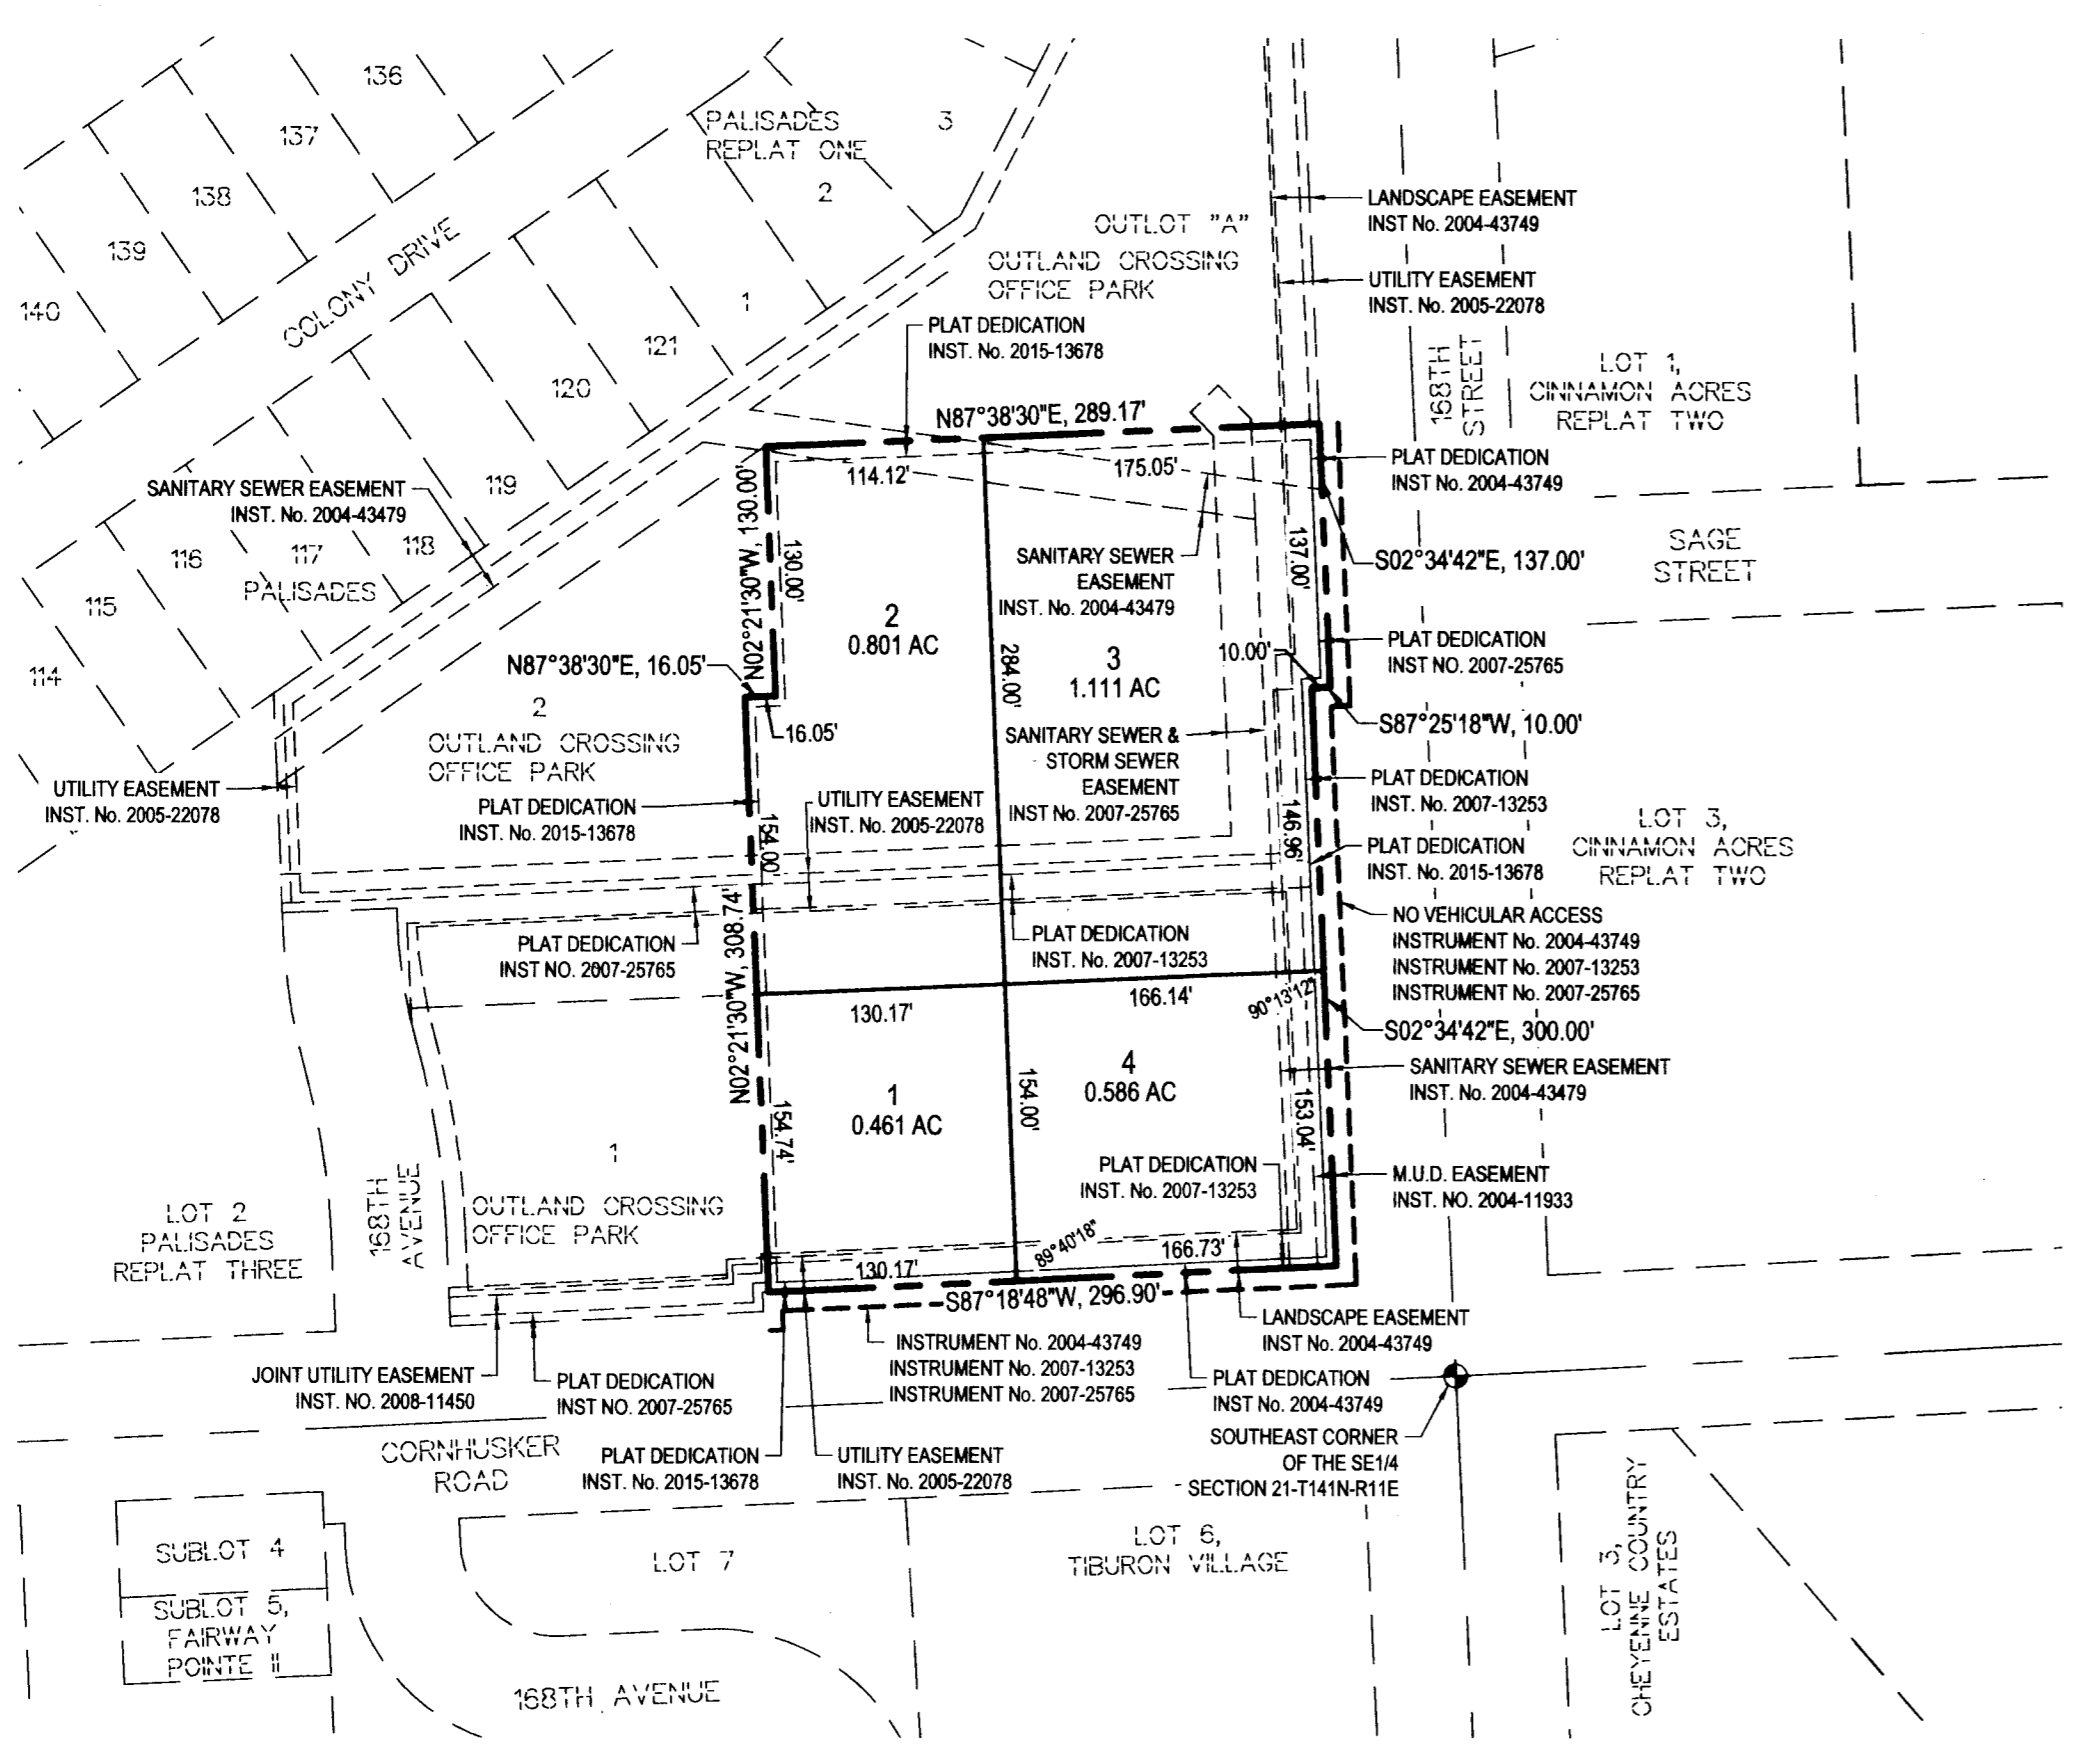 136
137
138
139
140
COLONY DRIVE
PALISADES
REPLAT ONE
3
2
1
121
120
119
118
117
116
115
114
PALISADES
OUTLOT "A"
OUTLAND CROSSING
OFFICE PARK
LANDSCAPE EASEMENT
INST No. 2004-43749
UTILITY EASEMENT
INST. No. 2005-22078
PLAT DEDICATION
INST. No. 2015-13678
168TH
STREET
LOT 1,
CINNAMON ACRES
REPLAT TWO
N87°38'30"E, 289.17'
114.12'
175.05'
PLAT DEDICATION
INST No. 2004-43749
SANITARY SEWER EASEMENT
INST. No. 2004-43479
N02°21'30"W, 130.00'
130.00'
SANITARY SEWER
EASEMENT
INST. No. 2004-43479
137.00'
S02°34'42"E, 137.00'
SAGE
STREET
2
0.801 AC
3
1.111 AC
284.00'
10.00'
PLAT DEDICATION
INST NO. 2007-25765
N87°38'30"E, 16.05'
16.05'
S87°25'18"W, 10.00'
2
OUTLAND CROSSING
OFFICE PARK
SANITARY SEWER &
STORM SEWER
EASEMENT
INST No. 2007-25765
UTILITY EASEMENT
INST. No. 2005-22078
PLAT DEDICATION
INST. No. 2015-13678
UTILITY EASEMENT
INST. No. 2005-22078
154.00'
146.96'
PLAT DEDICATION
INST. No. 2007-13253
PLAT DEDICATION
INST. No. 2015-13678
LOT 3,
CINNAMON ACRES
REPLAT TWO
NO VEHICULAR ACCESS
INSTRUMENT No. 2004-43749
INSTRUMENT No. 2007-13253
INSTRUMENT No. 2007-25765
PLAT DEDICATION
INST NO. 2007-25765
PLAT DEDICATION
INST. No. 2007-13253
N02°21'30"W, 308.74'
130.17'
166.14'
90°13'12"
S02°34'42"E, 300.00'
SANITARY SEWER EASEMENT
INST. No. 2004-43479
1
0.461 AC
4
0.586 AC
154.74'
154.00'
153.04'
PLAT DEDICATION
INST. No. 2007-13253
M.U.D. EASEMENT
INST. NO. 2004-11933
1
OUTLAND CROSSING
OFFICE PARK
168TH
AVENUE
LOT 2
PALISADES
REPLAT THREE
89°40'18"
130.17'
166.73'
S87°18'48"W, 296.90'
LANDSCAPE EASEMENT
INST No. 2004-43749
INSTRUMENT No. 2004-43749
INSTRUMENT No. 2007-13253
INSTRUMENT No. 2007-25765
PLAT DEDICATION
INST No. 2004-43749
JOINT UTILITY EASEMENT
INST. NO. 2008-11450
PLAT DEDICATION
INST NO. 2007-25765
SOUTHEAST CORNER
OF THE SE1/4
SECTION 21-T141N-R11E
CORNHUSKER
ROAD
PLAT DEDICATION
INST. No. 2015-13678
UTILITY EASEMENT
INST. No. 2005-22078
SUBLOT 4
SUBLOT 5,
FAIRWAY
POINTE II
LOT 7
LOT 6,
TIBURON VILLAGE
168TH AVENUE
LOT 3,
CHEYENNE COUNTRY
ESTATES